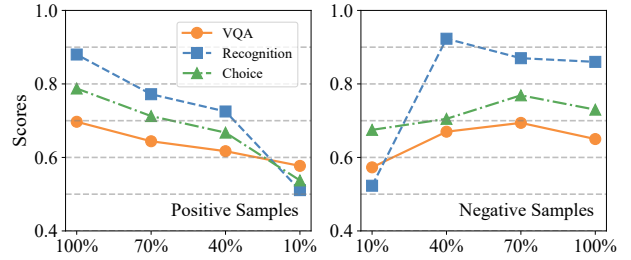 Scores
1.0
0.8
0.6
0.4
VQA
Recognition
Choice
Positive Samples
100% 70% 40% 10%
1.0
0.8
0.6
0.4
Negative Samples
10% 40% 70% 100%